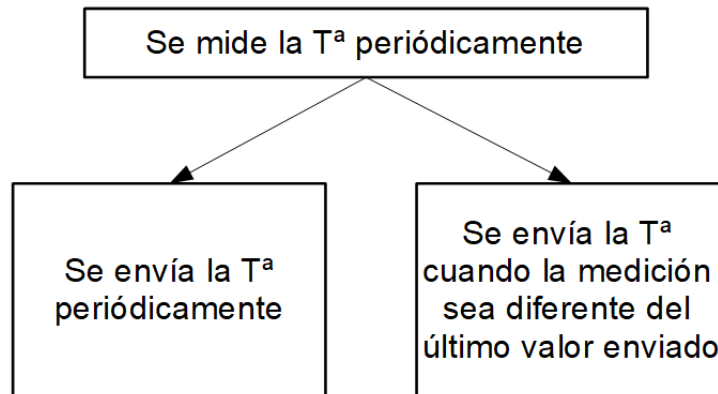 Se mide la Tª periódicamente
Se envía la Tª
periódicamente
Se envía la Tª
cuando la medición
sea diferente del
último valor enviado